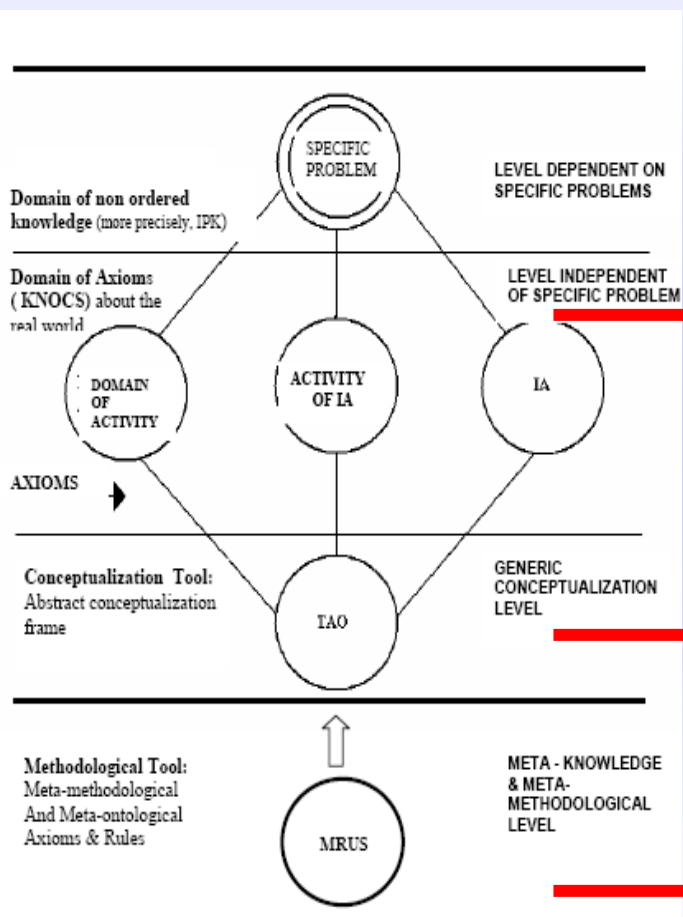 SPECIFIC
PROBLEM
LEVEL DEPENDENT ON
SPECIFIC PROBLEMS
Domain of non ordered
knowledge (more precisely, IPK)
Domain of Axioms
( KNOCS) about the
real world
LEVEL INDEPENDENT
OF SPECIFIC PROBLEM
DOMAIN
OF
ACTIVITY
ACTIVITY
OF IA
IA
AXIOMS
Conceptualization Tool:
Abstract conceptualization
frame
TAO
GENERIC
CONCEPTUALIZATION
LEVEL
Methodological Tool:
Meta-methodological
And Meta-ontological
Axioms & Rules
MRUS
META - KNOWLEDGE
& META-
METHODOLOGICAL
LEVEL